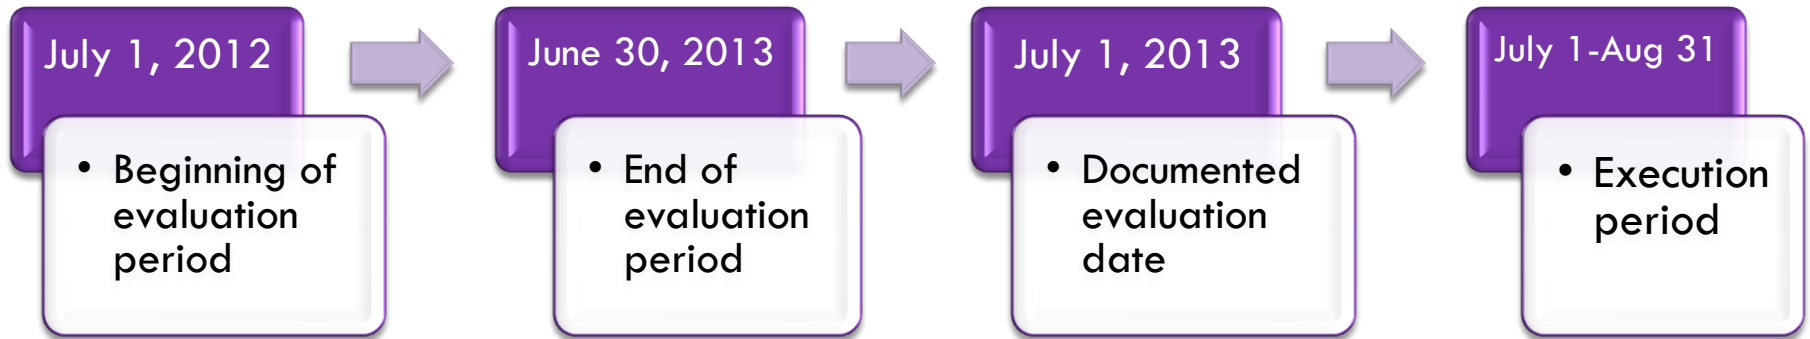 July 1, 2012
• Beginning of
evaluation
period
June 30, 2013
• End of
evaluation
period
July 1, 2013
• Documented
evaluation
date
July 1-Aug 31
• Execution
period